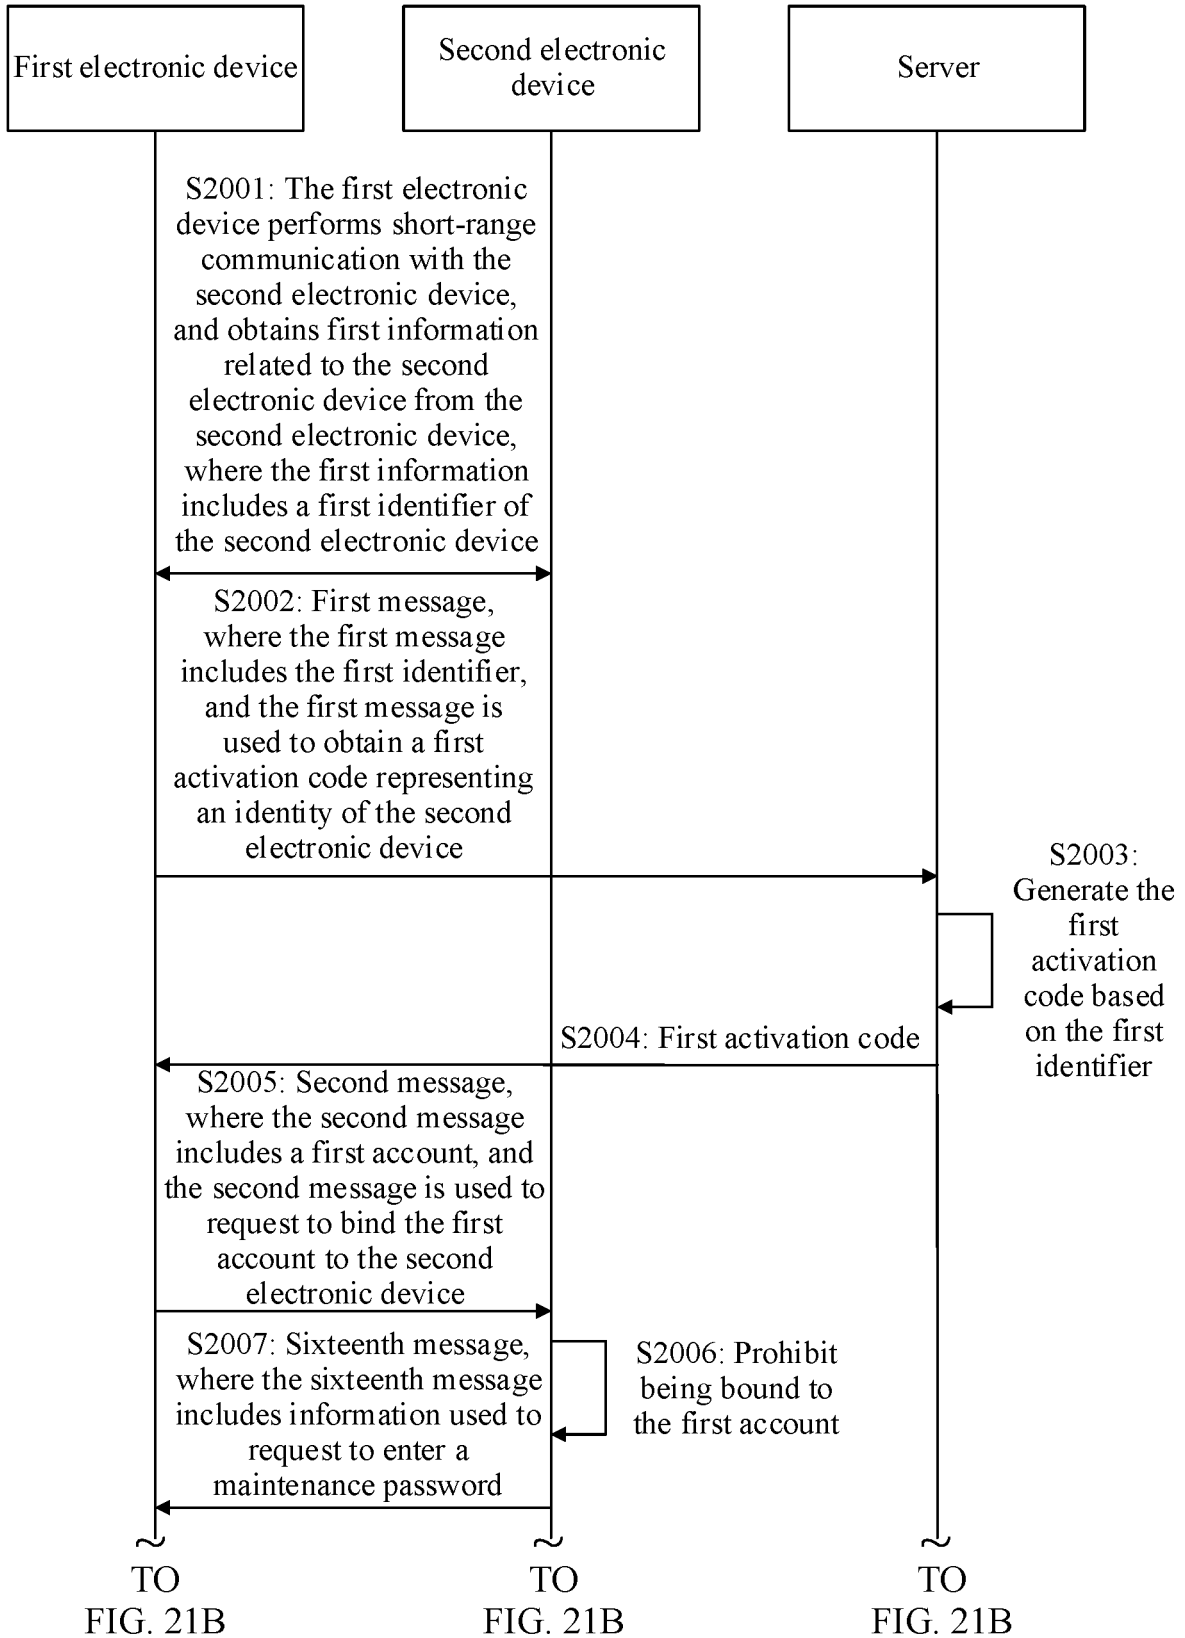 First electronic device
Second electronic
device
Server
S2001: The first electronic
device performs short-range
communication with the
second electronic device,
and obtains first information
related to the second
electronic device from the
second electronic device,
where the first information
includes a first identifier of
the second electronic device
S2002: First message,
where the first message
includes the first identifier,
and the first message is
used to obtain a first
activation code representing
an identity of the second
electronic device
S2003:
Generate the
first
activation
code based
on the first
identifier
S2004: First activation code
S2005: Second message,
where the second message
includes a first account, and
the second message is used to
request to bind the first
account to the second
electronic device
S2007: Sixteenth message,
where the sixteenth message
includes information used to
request to enter a
maintenance password
S2006: Prohibit
being bound to
the first account
TO
FIG. 21B
TO
FIG. 21B
TO
FIG. 21B